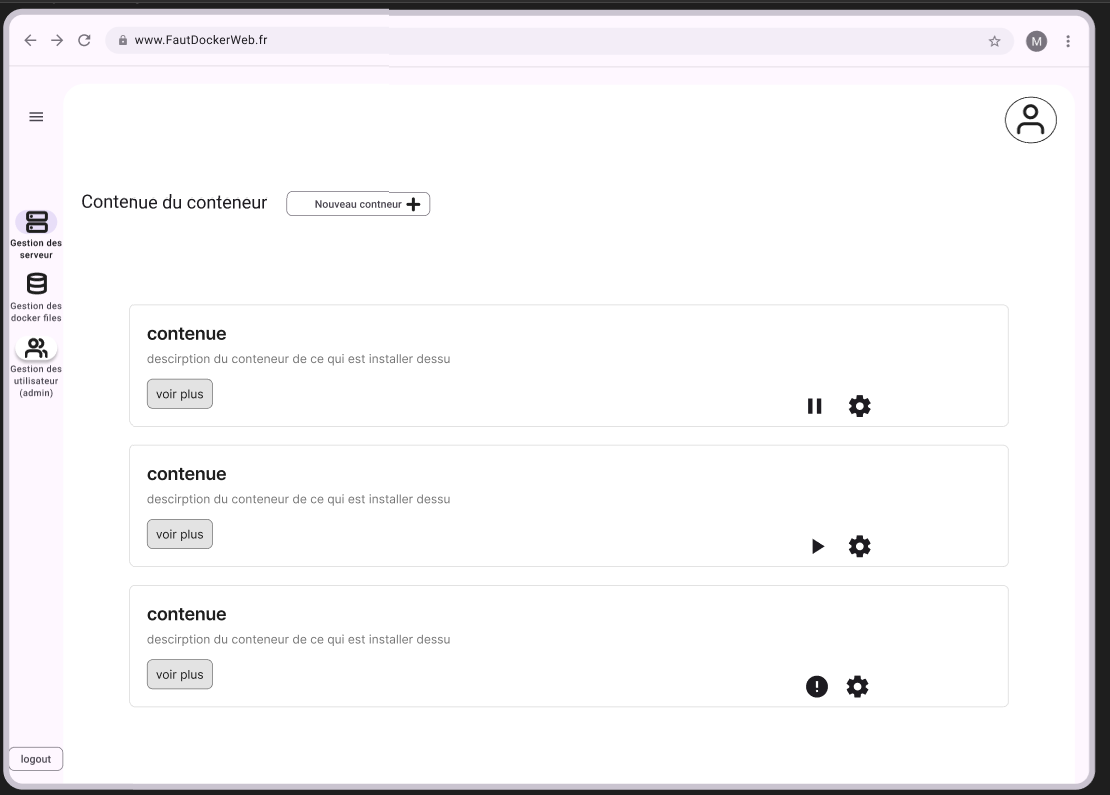 www.FautDockerWeb.fr
M
Contenue du conteneur
Nouveau contneur
Gestion des
serveur
Gestion des
docker files
Gestion des
utilisateur
(admin)
contenue
descirption du conteneur de ce qui est installer dessu
voir plus
contenue
descirption du conteneur de ce qui est installer dessu
voir plus
contenue
descirption du conteneur de ce qui est installer dessu
voir plus
logout